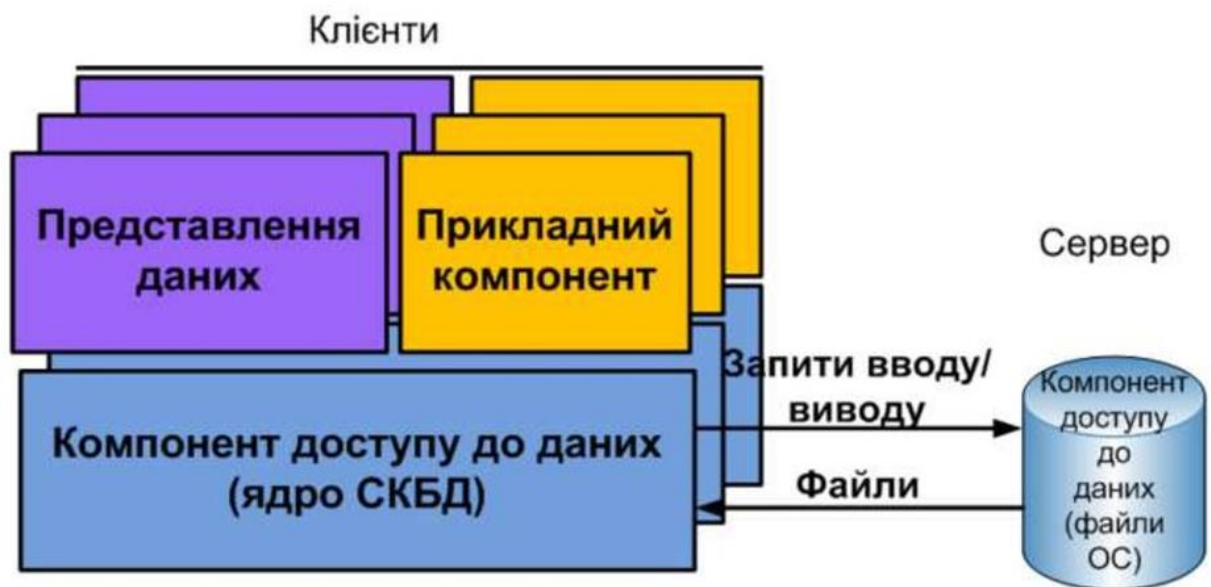 Клієнти
Представлення
даних
Прикладний
компонент
Сервер
Запити вводу/
виводу
Компонент доступу до даних
(ядро СКБД)
Файли
Компонент
доступу
до
даних
(файли
ОС)